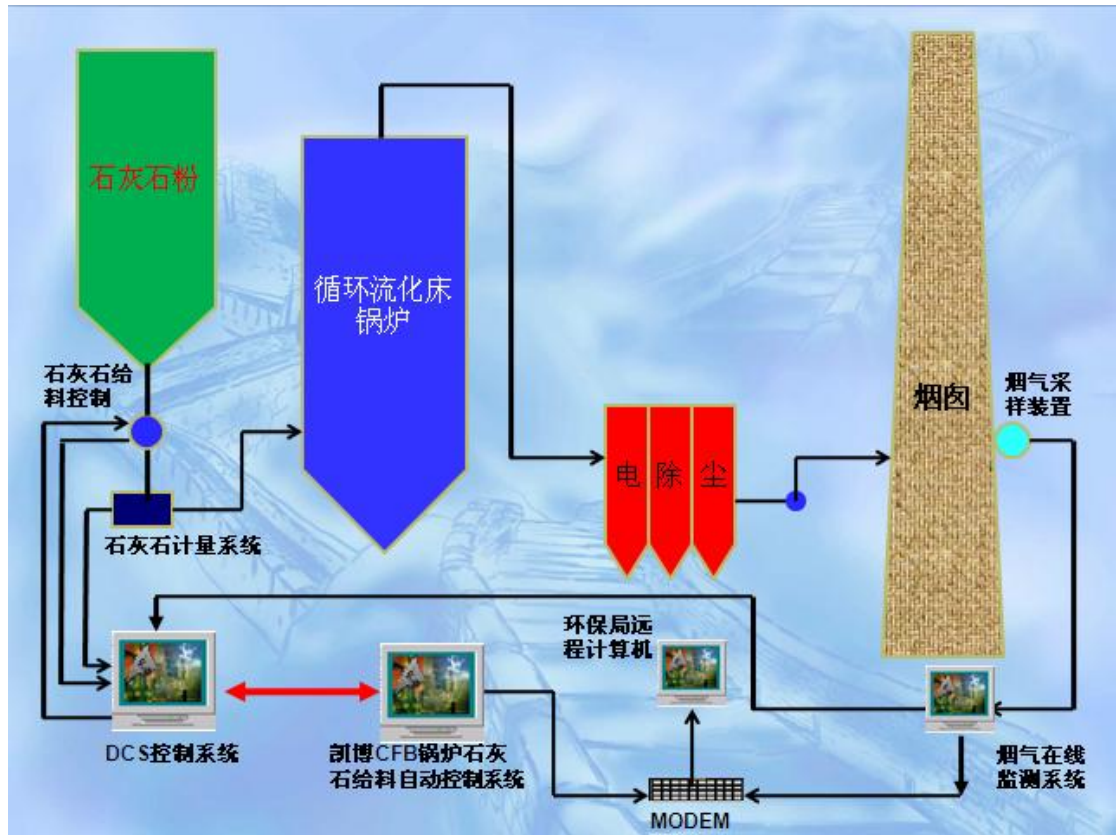 石灰石粉
循环流化床
锅炉
石灰石给
料控制
烟囱
烟气采
样装置
电 除 尘
石灰石计量系统
环保局远
程计算机
DCS控制系统
凯博CFB锅炉石灰
石给料自动控制系统
烟气在线
监测系统
MODEM